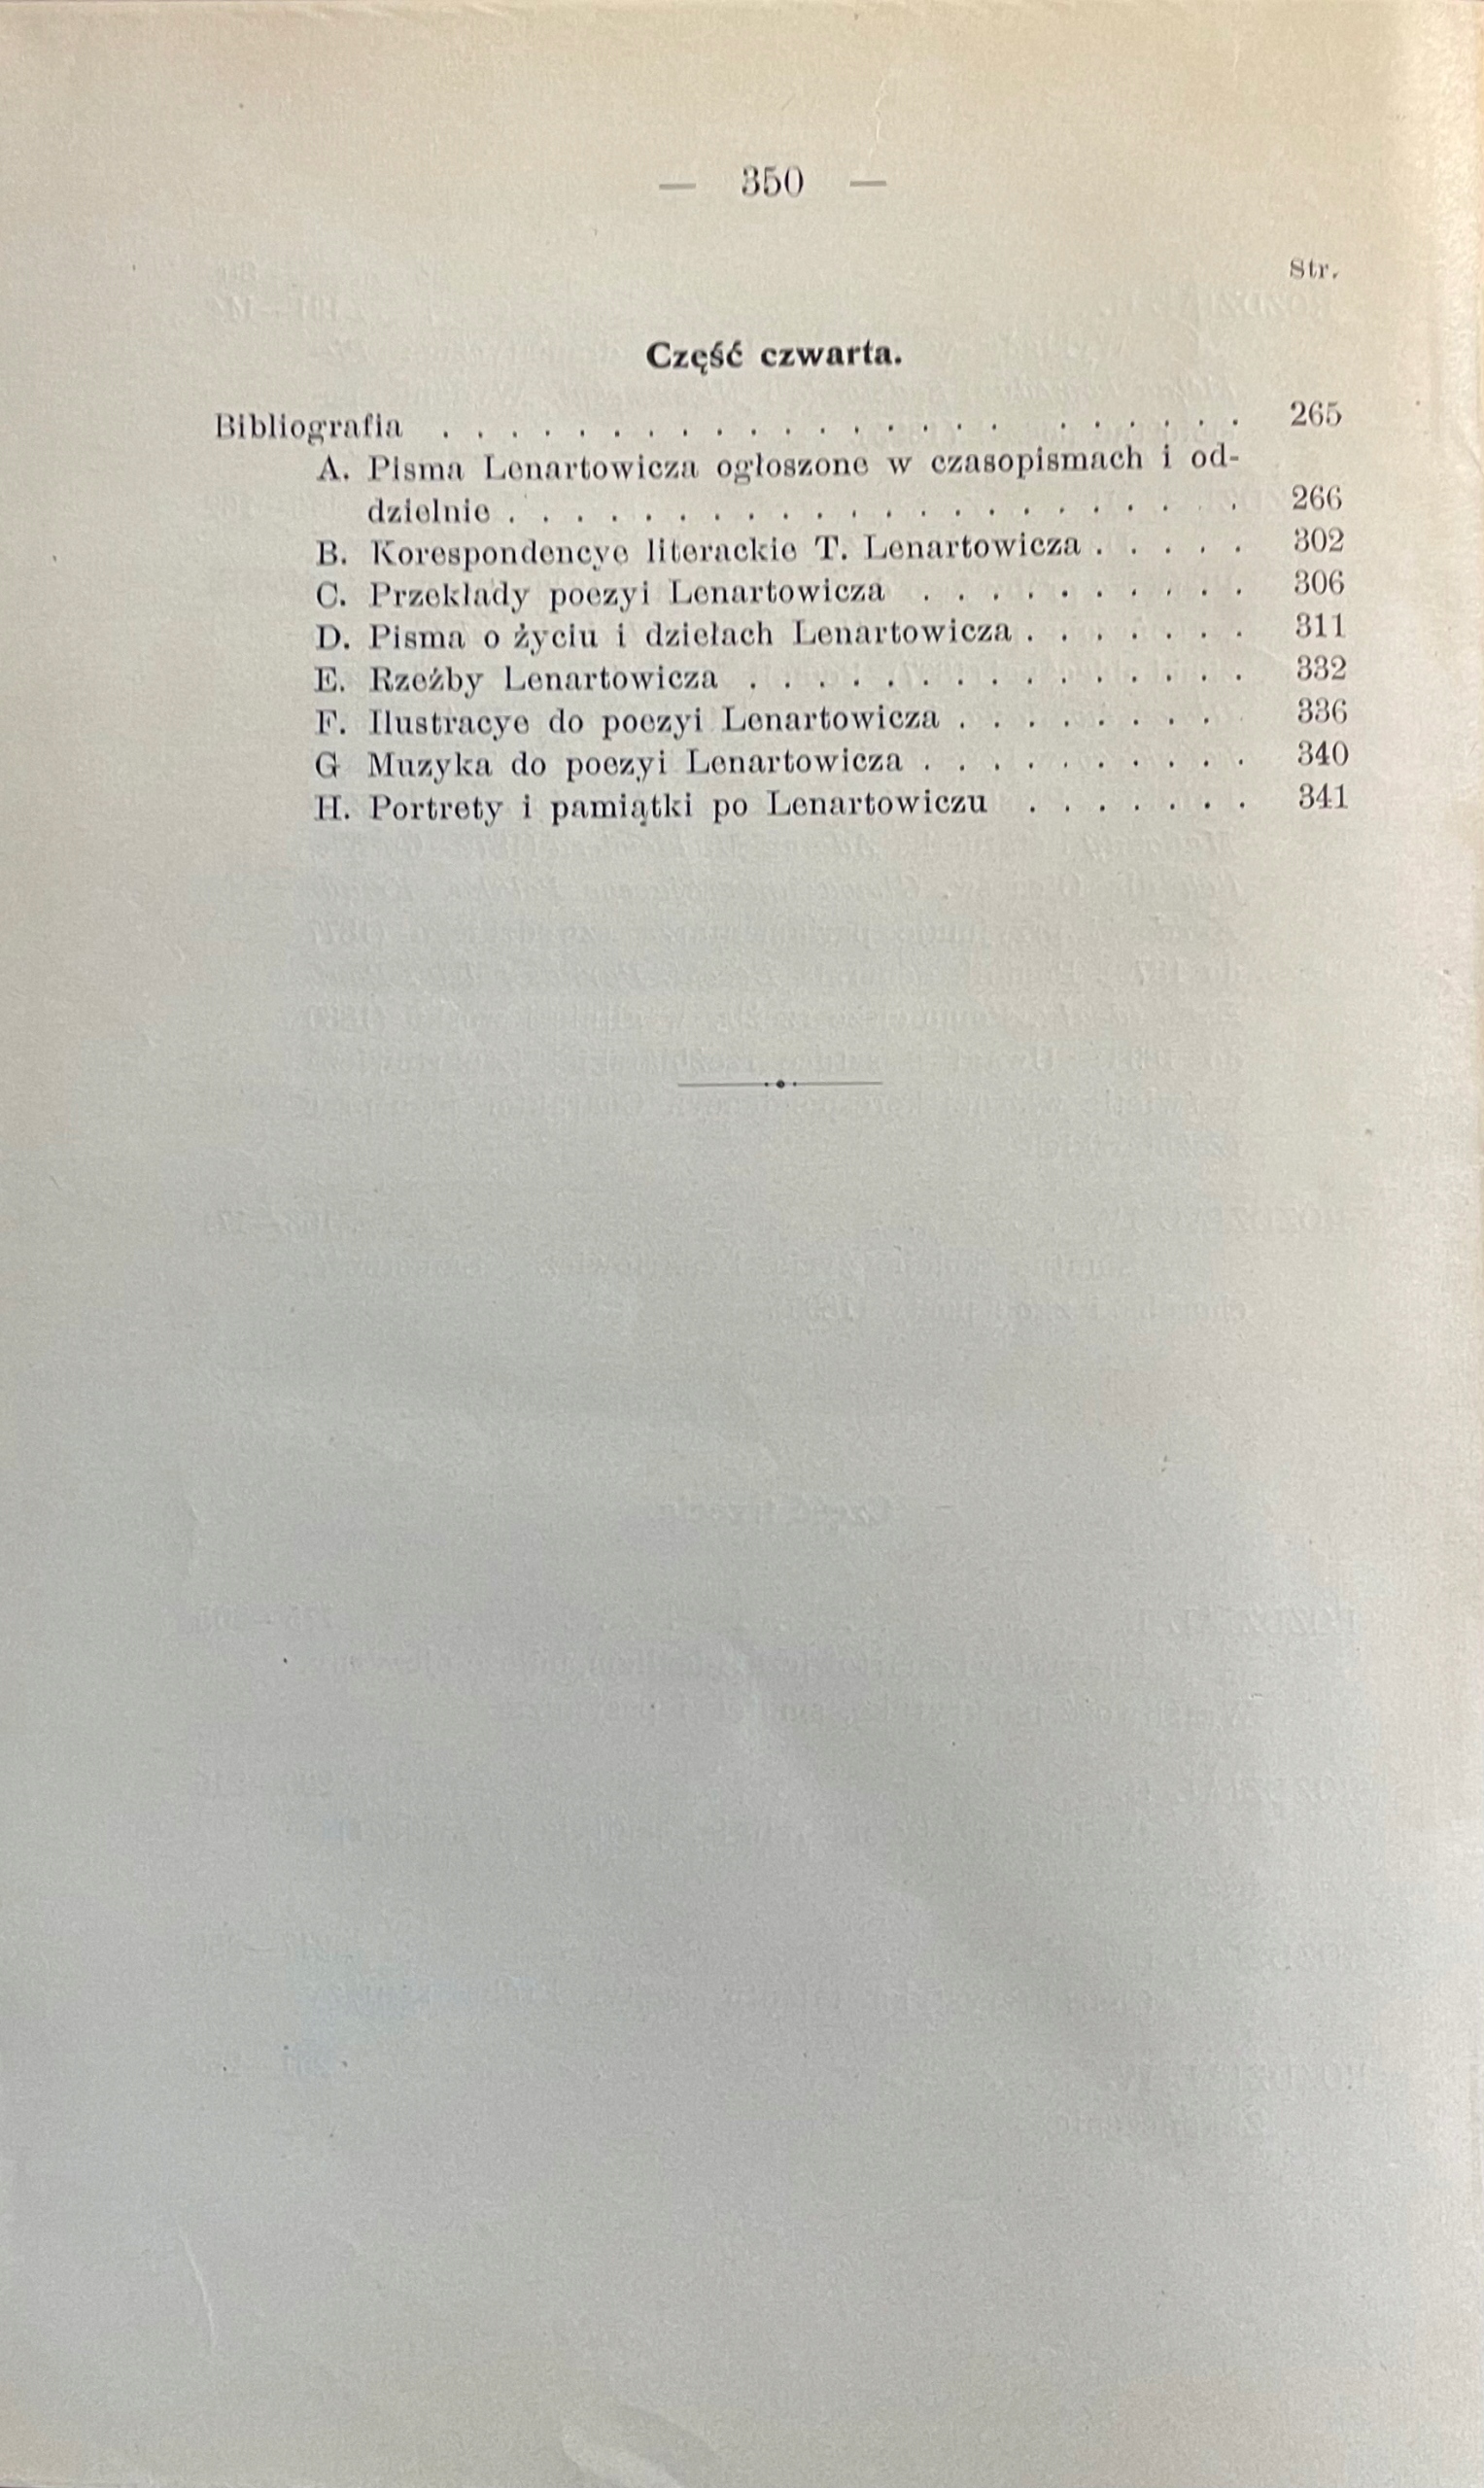 — 350 —
Str.
Część czwarta.
Bibliografia . . . . . . . . . . . . . . . . . . . . . . . 265
A. Pisma Lenartowicza ogłoszone w czasopismach i od-
dzielnie . . . . . . . . . . . . . . . . . . . . . . 266
B. Korespondencye literackie T. Lenartowicza . . . . . 302
C. Przekłady poezyi Lenartowicza . . . . . . . . . . 306
D. Pisma o życiu i dziełach Lenartowicza . . . . . . . 311
E. Rzeźby Lenartowicza . . . . . . . . . . . . . . . 332
F. Ilustracye do poezyi Lenartowicza . . . . . . . . 336
G Muzyka do poezyi Lenartowicza . . . . . . . . . . 340
H. Portrety i pamiątki po Lenartowiczu . . . . . . . 341